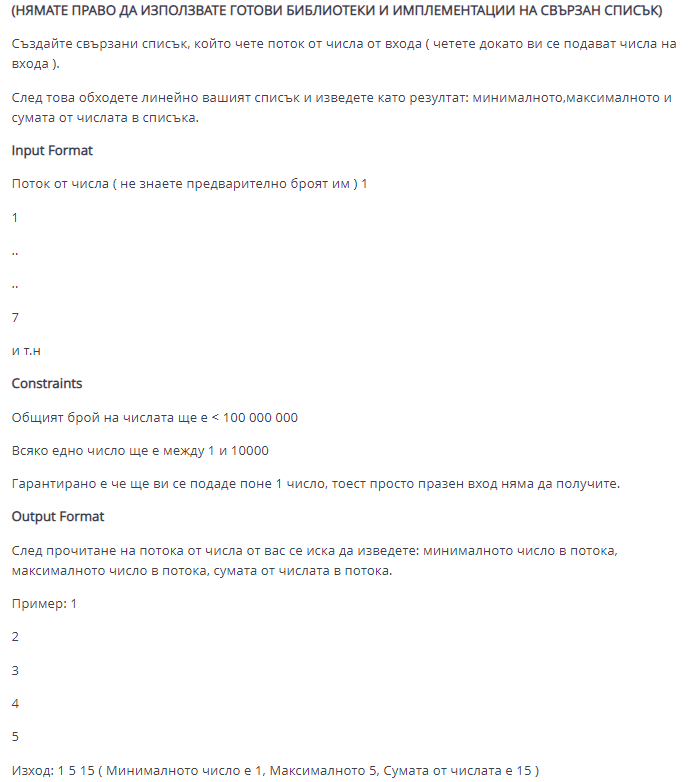 (НЯМАТЕ ПРАВО ДА ИЗПОЛЗВАТЕ ГОТОВИ БИБЛИОТЕКИ И ИМПЛЕМЕНТАЦИИ НА СВЪРЗАН СПИСЪК)
Създайте свързани списък, който чете поток от числа от входа ( четете докато ви се подават числа на
входа ).
След това обходете линейно вашият списък и изведете като резултат: минималното,максималното и
сумата от числата в списъка.
Input Format
Поток от числа ( не знаете предварително броят им ) 1
1
..
..
7
и т.н
Constraints
Общият брой на числата ще е < 100 000 000
Всяко едно число ще е между 1 и 10000
Гарантирано е че ще ви се подаде поне 1 число, тоест просто празен вход няма да получите.
Output Format
След прочитане на потока от числа от вас се иска да изведете: минималното число в потока,
максималното число в потока, сумата от числата в потока.
Пример: 1
2
3
4
5
Изход: 1 5 15 ( Минималното число е 1, Максималното 5, Сумата от числата е 15 )